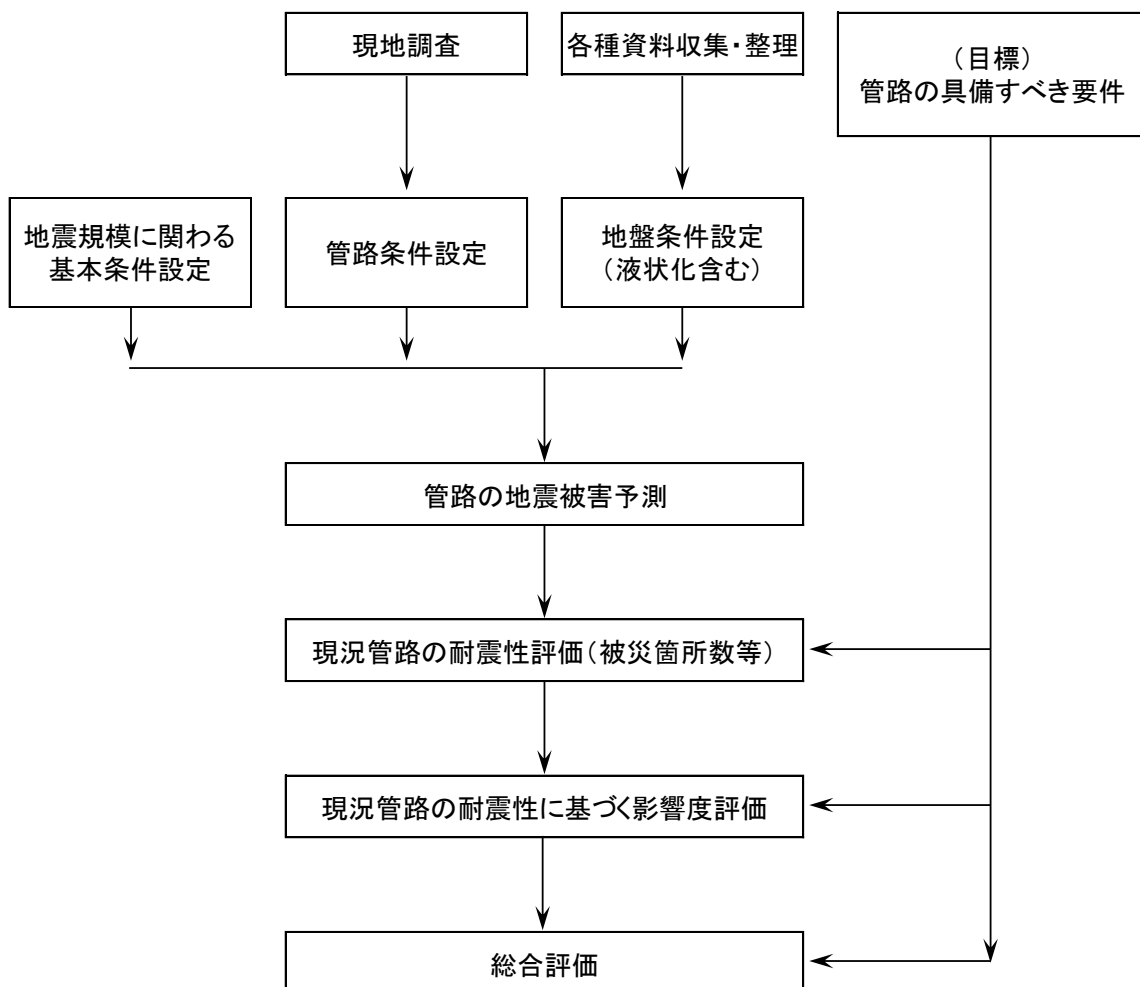 現地調査
各種資料収集・整理
（目標）
管路の具備すべき要件
地震規模に関わる
基本条件設定
管路条件設定
地盤条件設定
（液状化含む）
管路の地震被害予測
現況管路の耐震性評価（被災箇所数等）
現況管路の耐震性に基づく影響度評価
総合評価